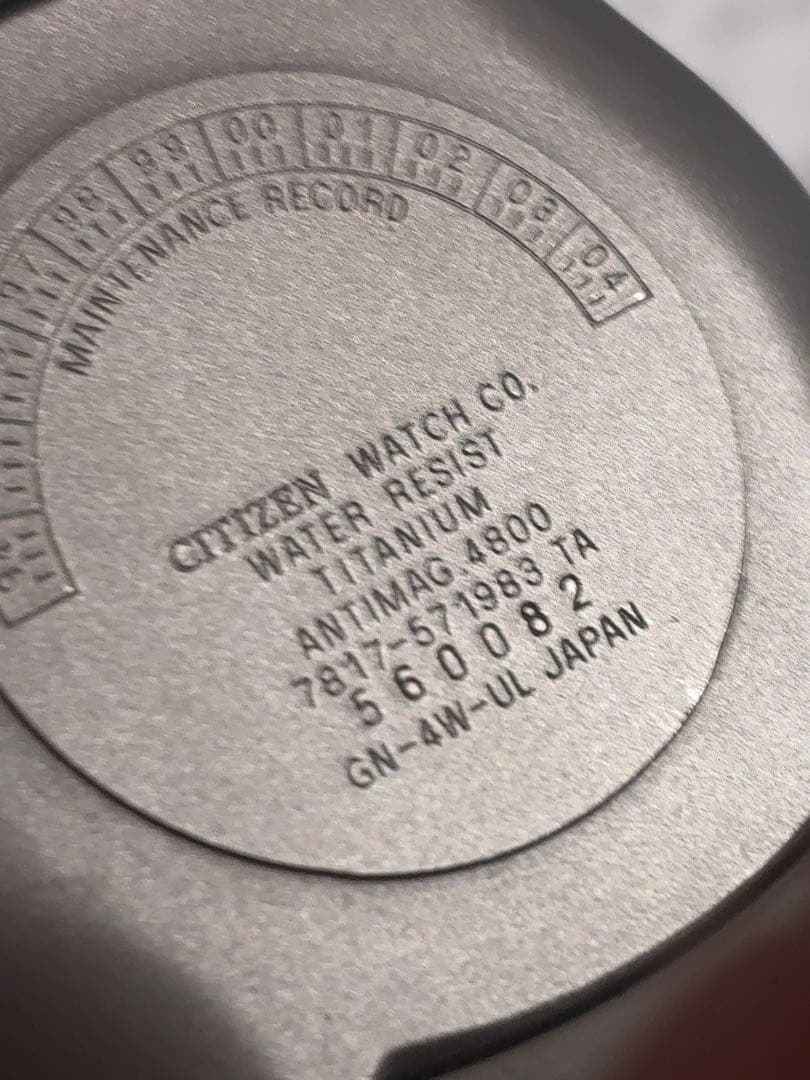 98 99 00 01 02 03 04
MAINTENANCE RECORD
CITIZEN WATCH CO.
WATER RESIST
TITANIUM
ANTIMAG.4800
7817-571983 TA
560082
GN-4W-UL JAPAN